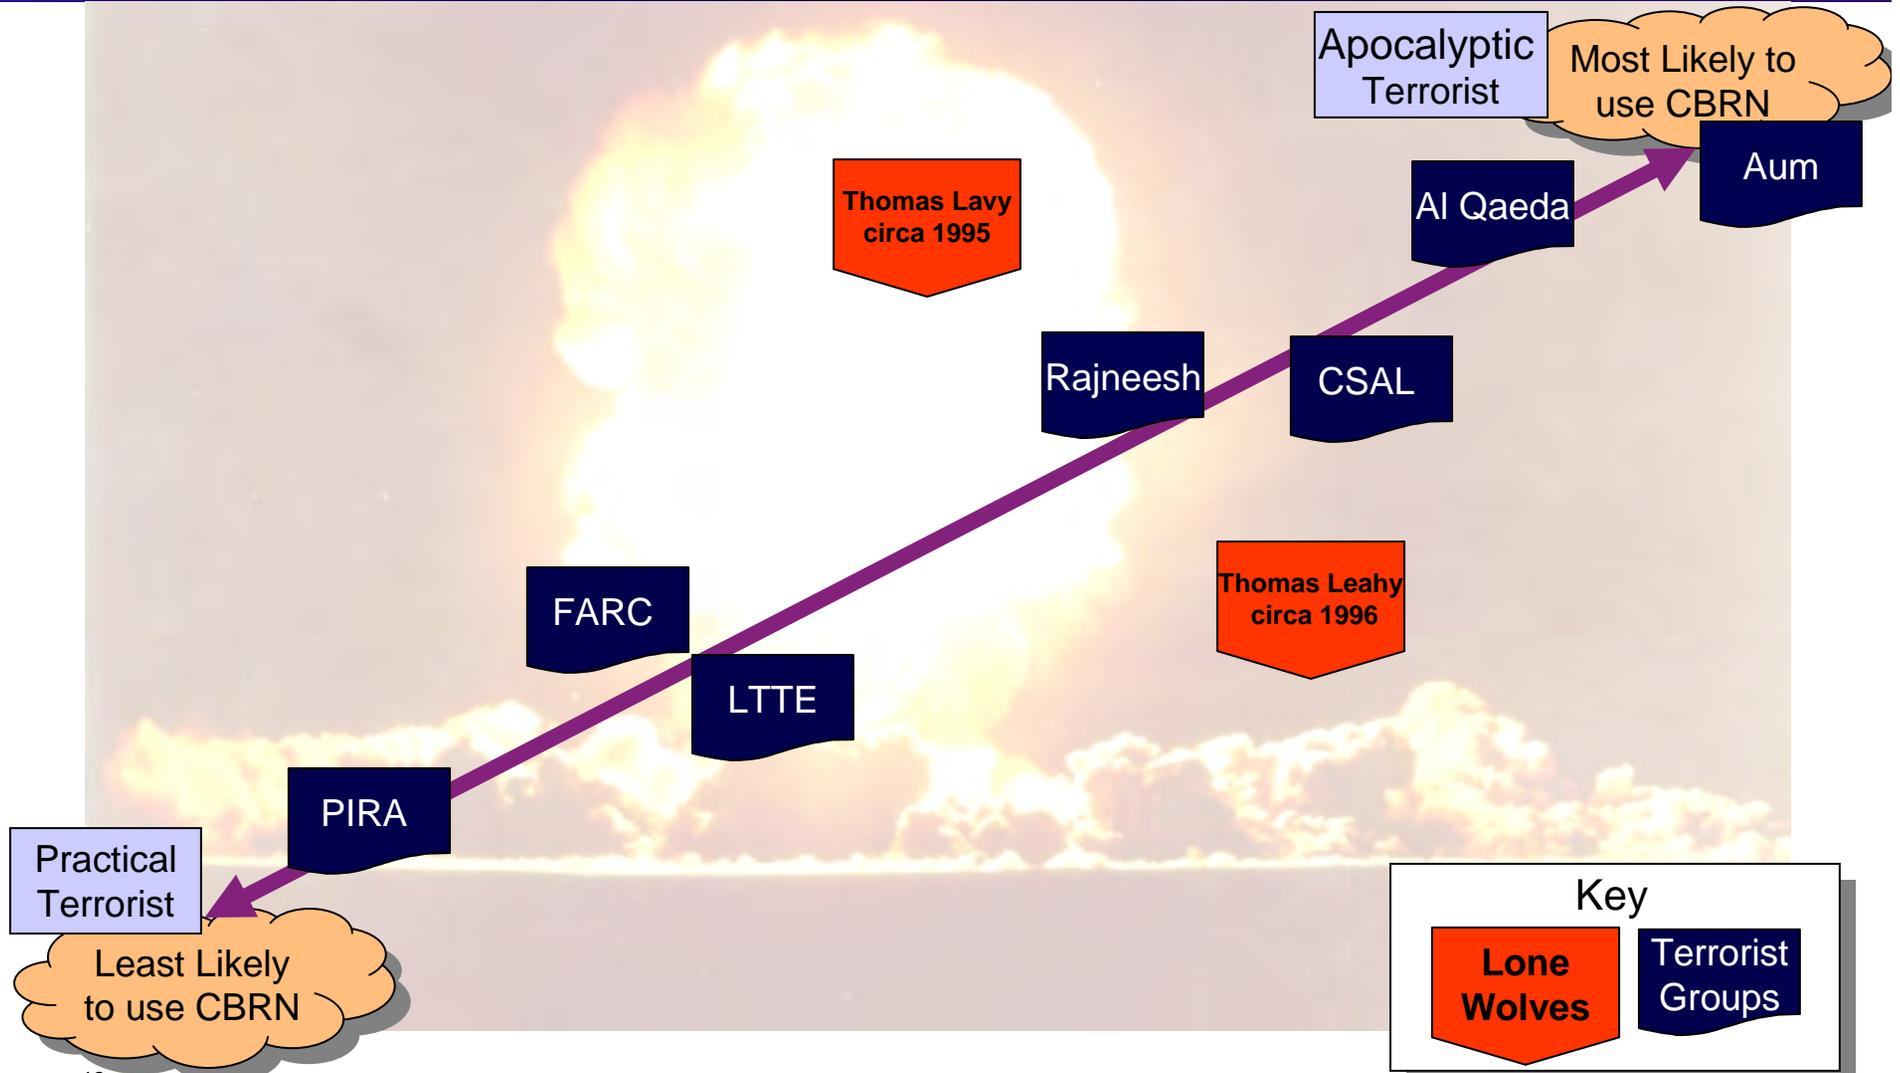 Apocalyptic
Terrorist
Most Likely to
use CBRN
Aum
Al Qaeda
Thomas Lavy
circa 1995
Rajneesh
CSAL
Thomas Leahy
circa 1996
FARC
LTTE
PIRA
Practical
Terrorist
Least Likely
to use CBRN
Key
Lone
Wolves
Terrorist
Groups